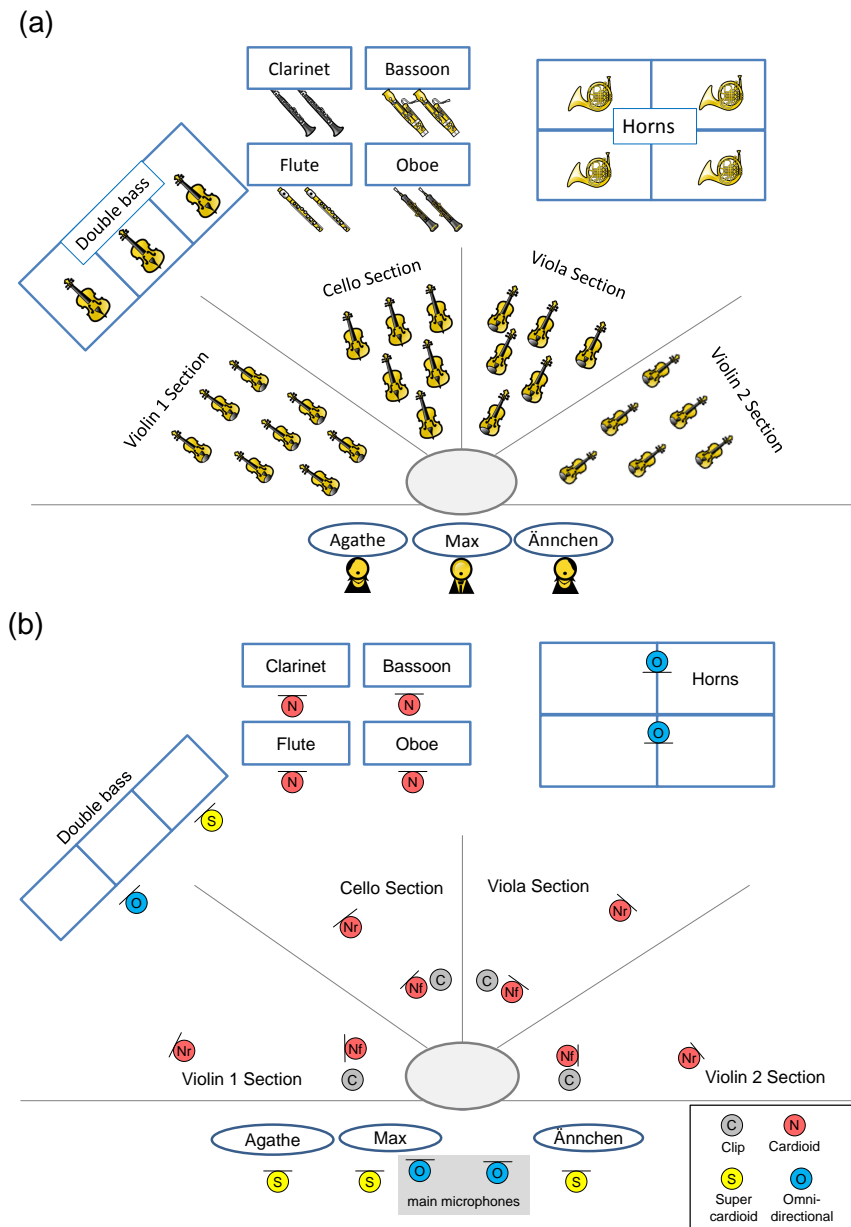 (a)
Clarinet
Bassoon
Horns
Flute
Oboe
Double bass
Cello Section
Viola Section
Violin 1 Section
Violin 2 Section
Agathe
Max
Ännchen
(b)
Clarinet
Bassoon
O
Horns
N
N
Flute
Oboe
O
N
N
Double bass
S
O
Cello Section
Viola Section
Nr
Nr
Nf
C
C
Nf
Nr
Nf
Nf
Nr
Violin 1 Section
C
C
Violin 2 Section
Agathe
Max
Ännchen
S
S
O
O
S
main microphones
C
N
Clip
Cardioid
S
O
Super
cardioid
Omni-
directional